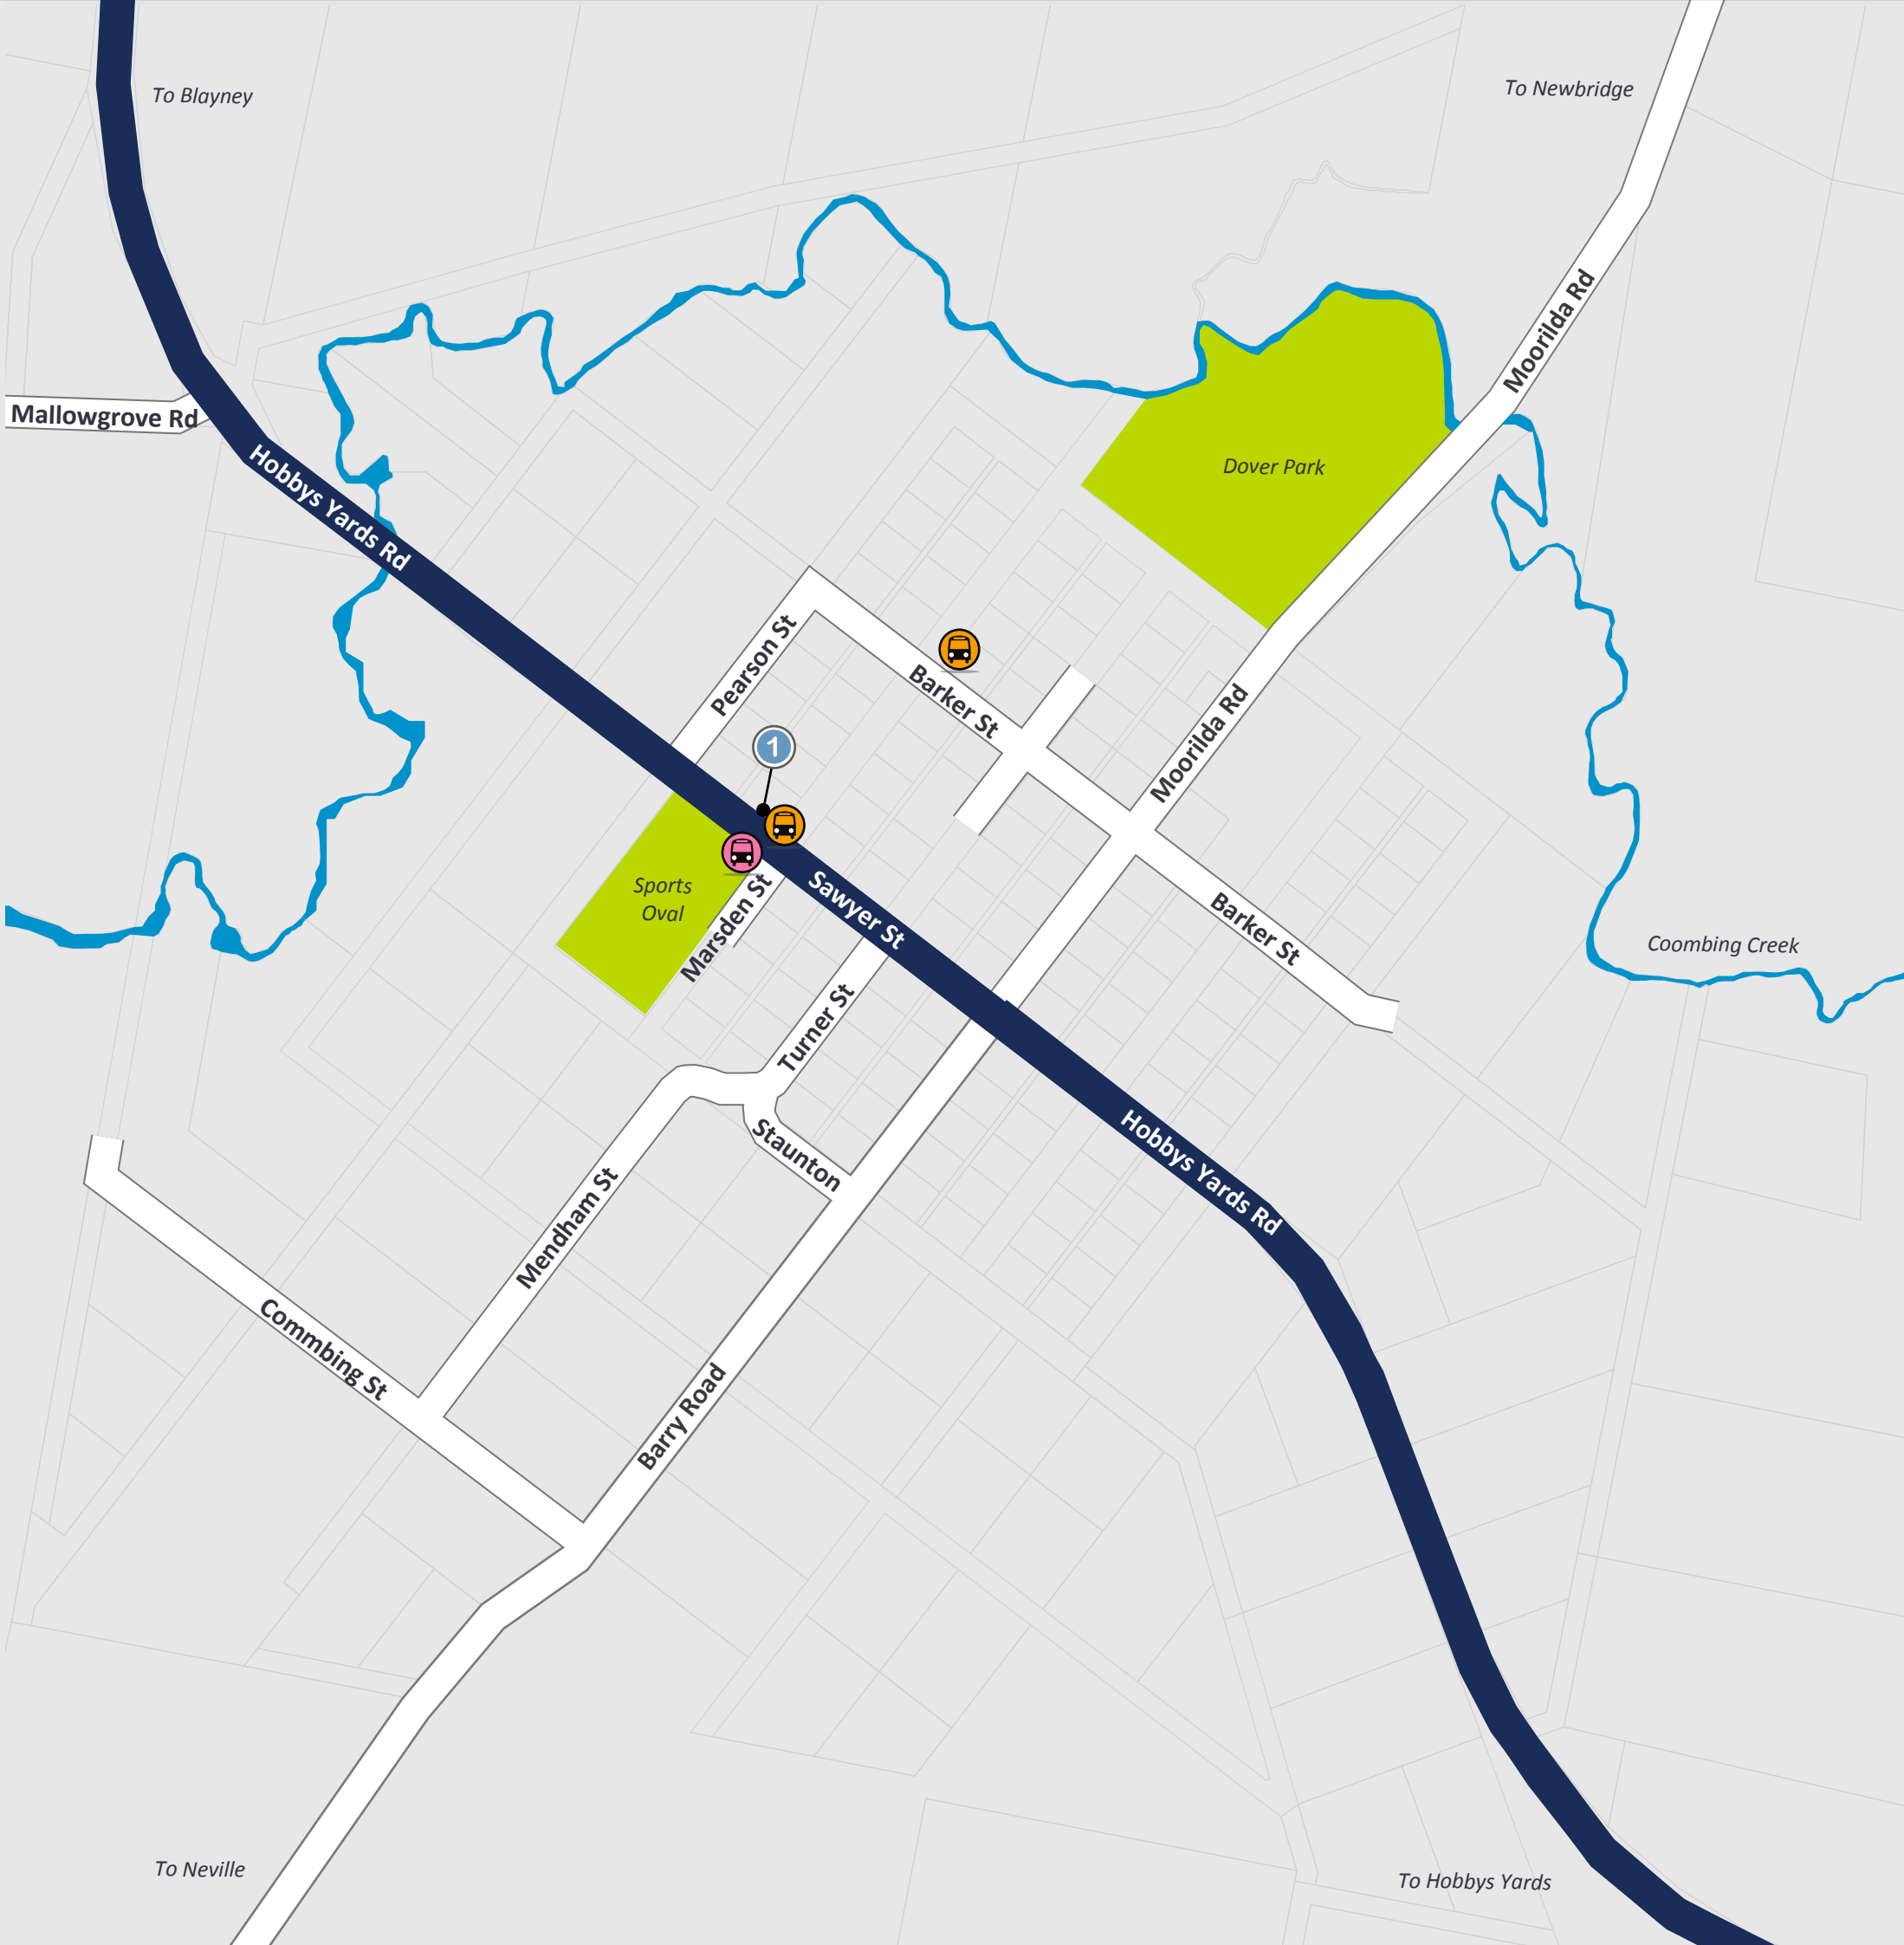 To Blayney
To Newbridge
Moorilda Rd
Mallowgrove Rd
Hobbys Yards Rd
Dover Park
Pearson St
Barker St
Moorilda Rd
1
Sports
Oval
Marsden St
Sawyer St
Barker St
Coombing Creek
Turner St
Staunton
Hobbys Yards Rd
Mendham St
Commbing St
Barry Road
To Neville
To Hobbys Yards